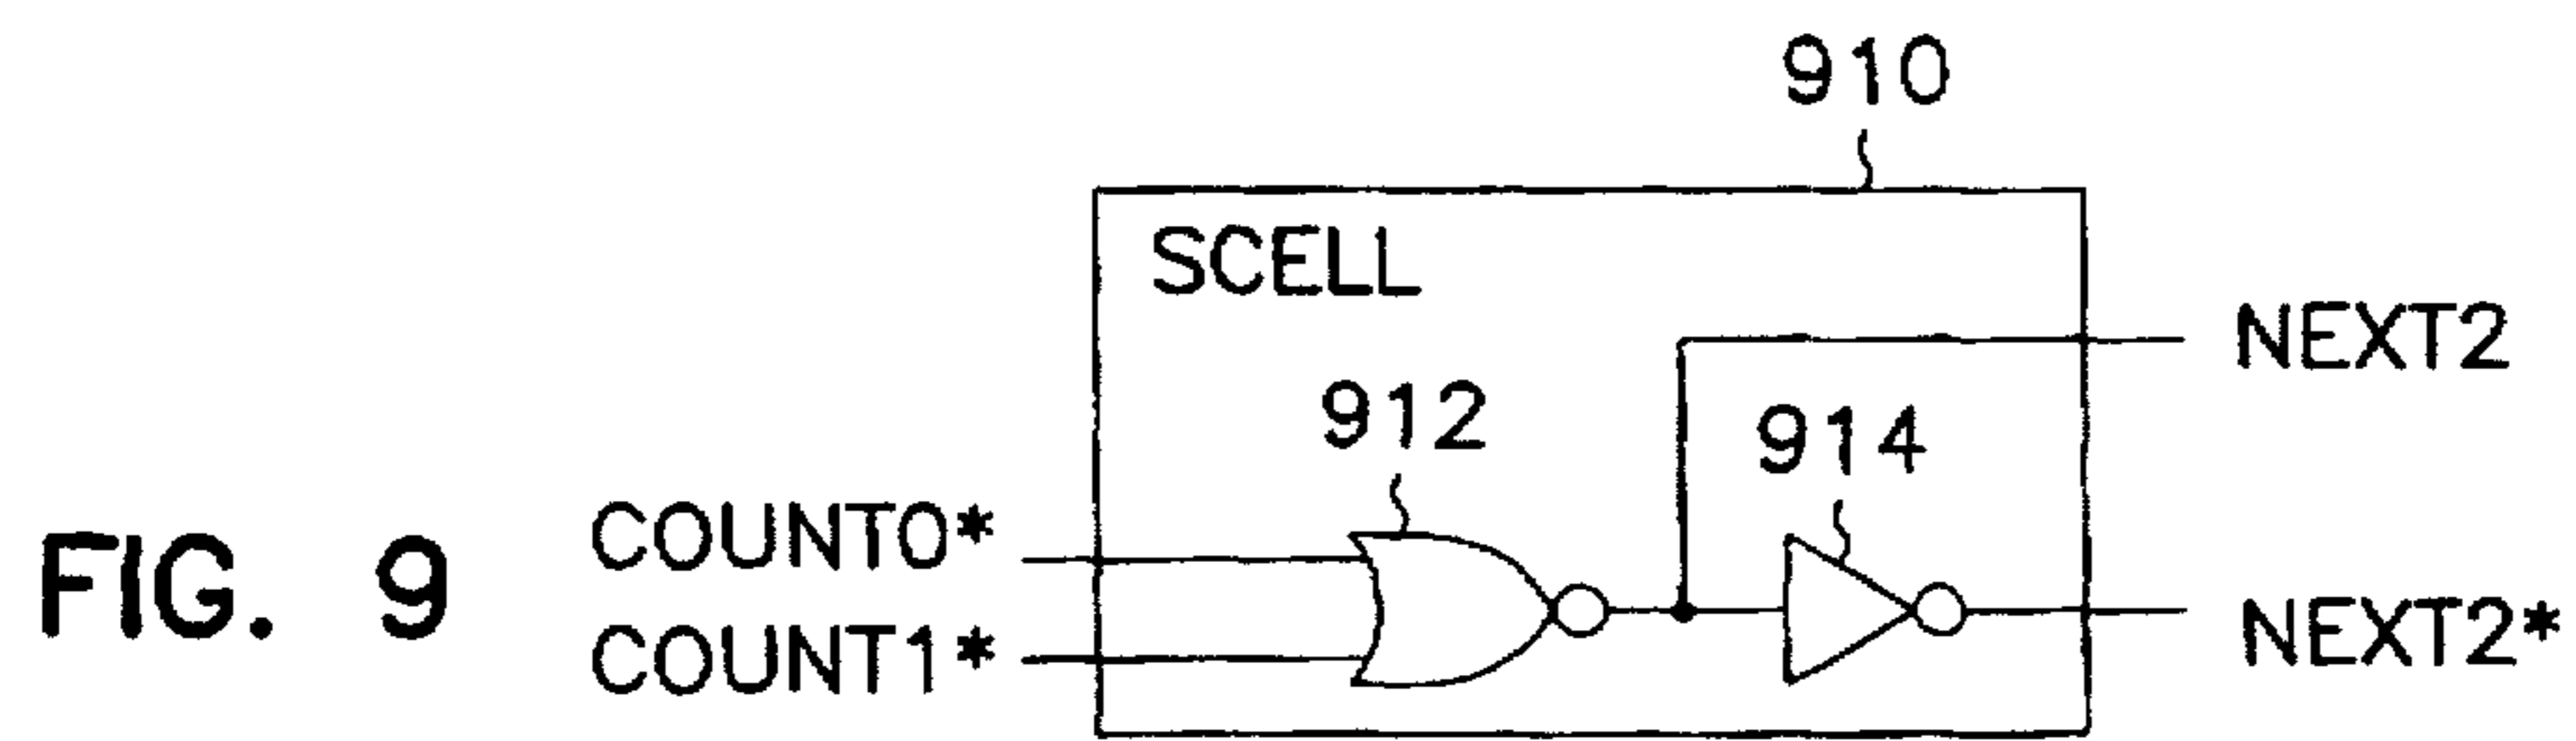 910
SCELL
NEXT2
912
914
COUNT0*
FIG. 9
COUNT1*
NEXT2*